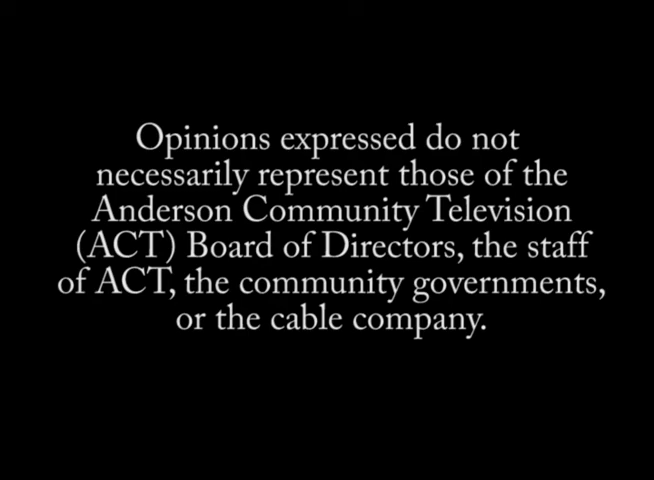 Opinions expressed do not
necessarily represent those of the
Anderson Community Television
(ACT) Board of Directors, the staff
of ACT, the community governments,
or the cable company.